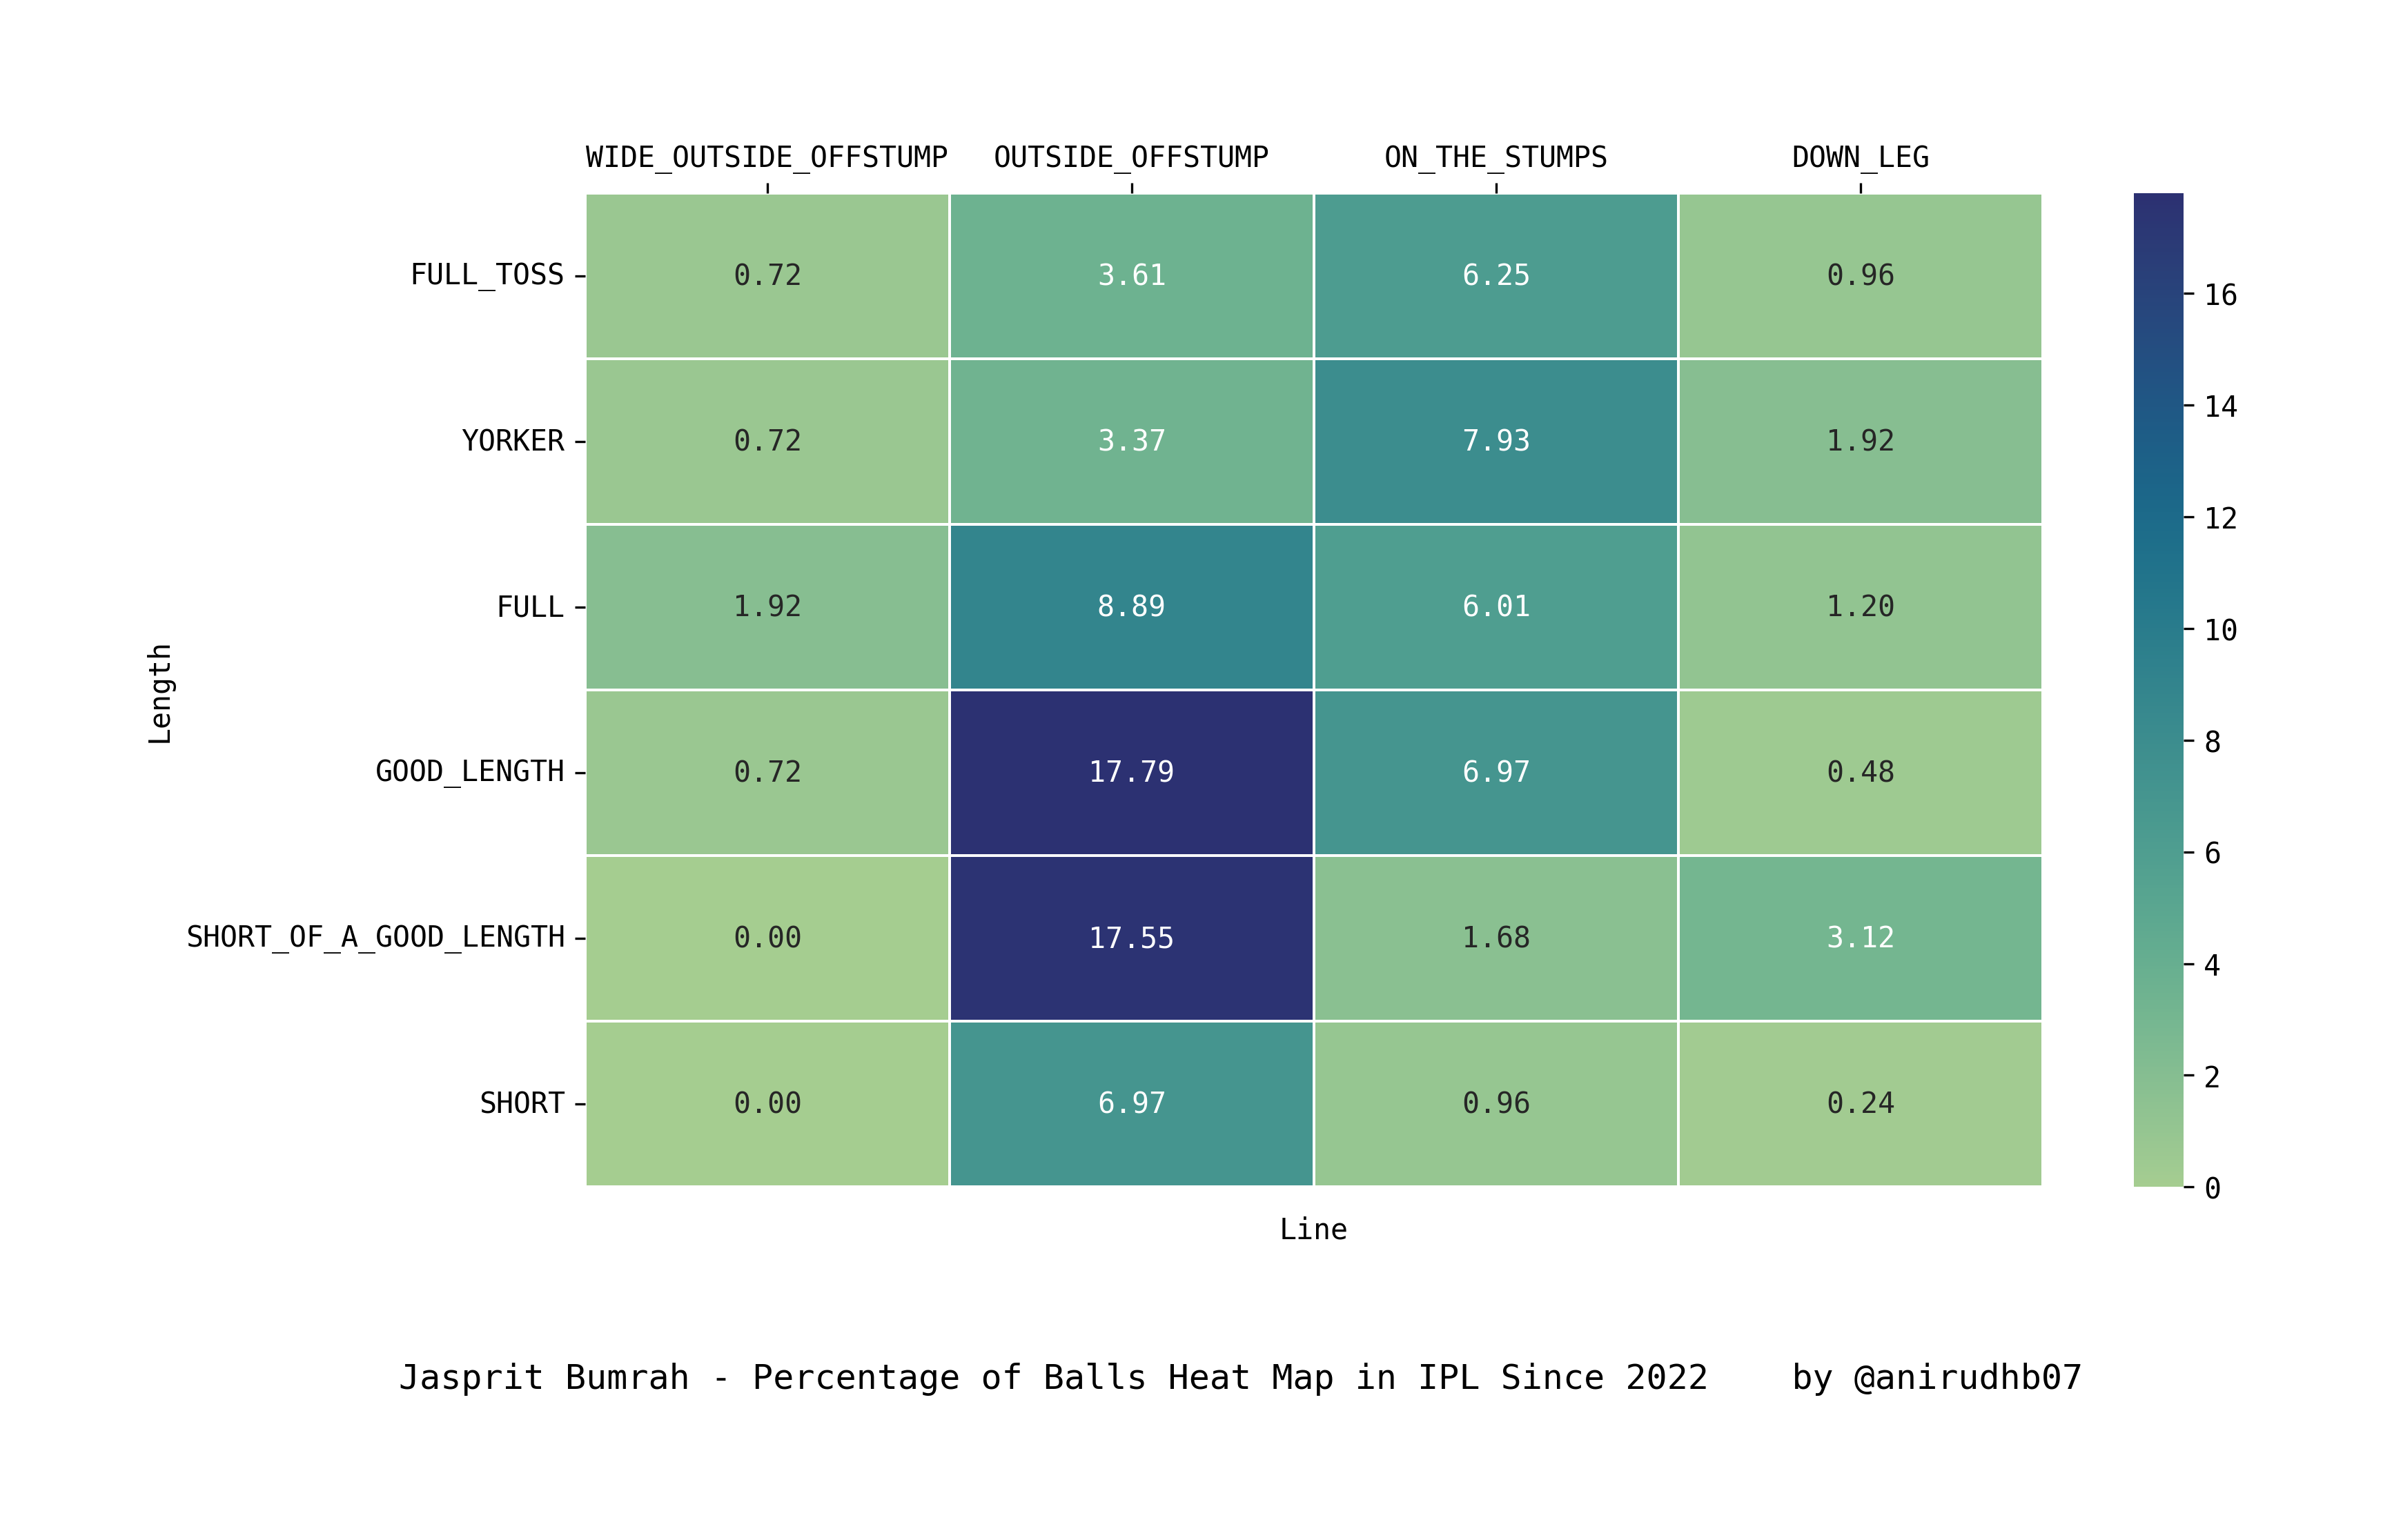 WIDE_OUTSIDE_OFFSTUMP OUTSIDE_OFFSTUMP ON_THE_STUMPS DOWN_LEG
FULL_TOSS 0.72 3.61 6.25 0.96
16
14
YORKER 0.72 3.37 7.93 1.92
12
FULL 1.92 8.89 6.01 1.20
10
Length
8
GOOD_LENGTH 0.72 17.79 6.97 0.48
6
SHORT_OF_A_GOOD_LENGTH 0.00 17.55 1.68 3.12
4
2
SHORT 0.00 6.97 0.96 0.24
0
Line
Jasprit Bumrah - Percentage of Balls Heat Map in IPL Since 2022 by @anirudhb07